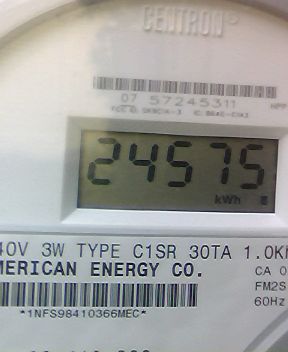 CENTRON®
07 57245311
24575
kWh
40V 3W TYPE C1SR 30TA 1.0Kh
MERICAN ENERGY CO.
CA 0
FM2S
60Hz
*1NFS98410366MEC*